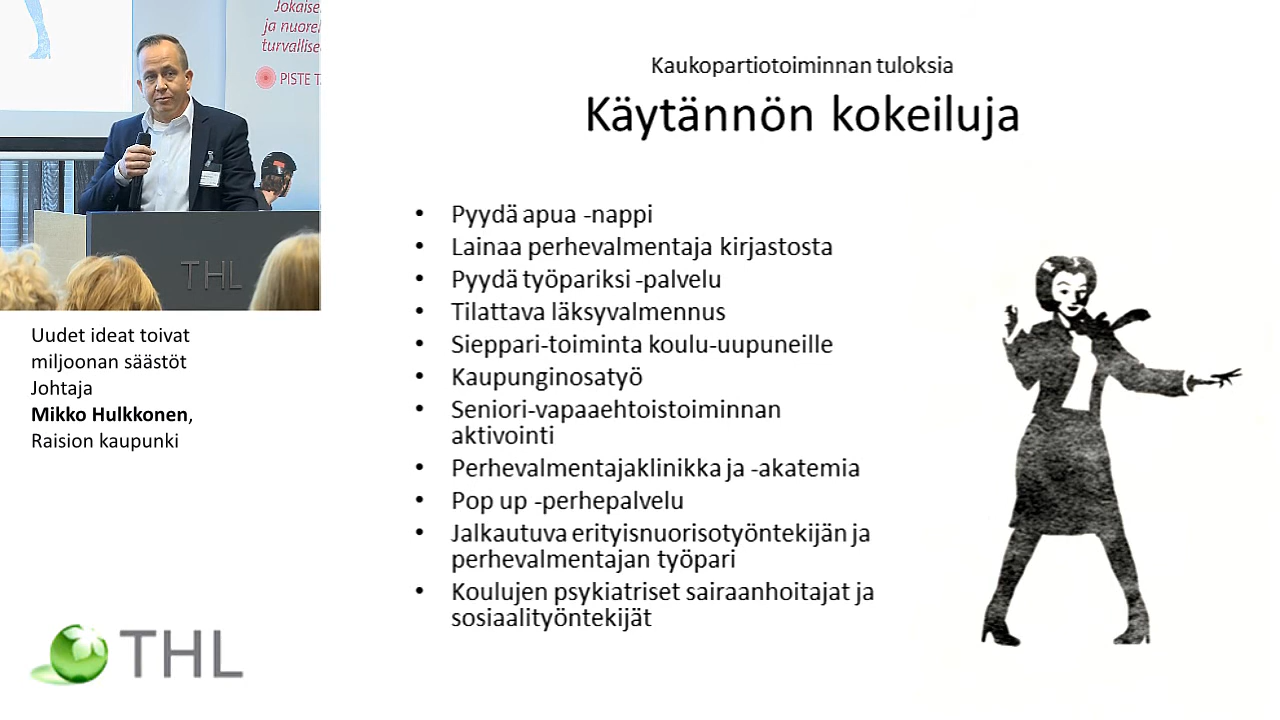 Jokaise
ja nuore
turvallise
PISTE T
THL
Uudet ideat toivat
miljoonan säästöt
Johtaja
Mikko Hulkkonen,
Raision kaupunki
THL
Kaukopartiotoiminnan tuloksia
Käytännön kokeiluja
• Pyydä apua -nappi
• Lainaa perhevalmentaja kirjastosta
• Pyydä työpariksi -palvelu
• Tilattava läksyvalmennus
• Sieppari-toiminta koulu-uupuneille
• Kaupunginosatyö
• Seniori-vapaaehtoistoiminnan
aktivointi
• Perhevalmentajaklinikka ja -akatemia
• Pop up -perhepalvelu
• Jalkautuva erityisnuorisotyöntekijän ja
perhevalmentajan työpari
• Koulujen psykiatriset sairaanhoitajat ja
sosiaalityöntekijät